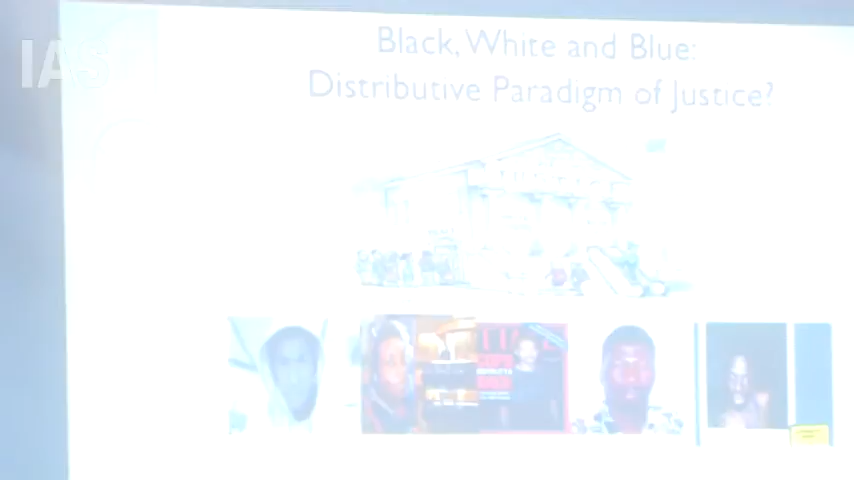 IAS
Black, White and Blue:
Distributive Paradigm of Justice?